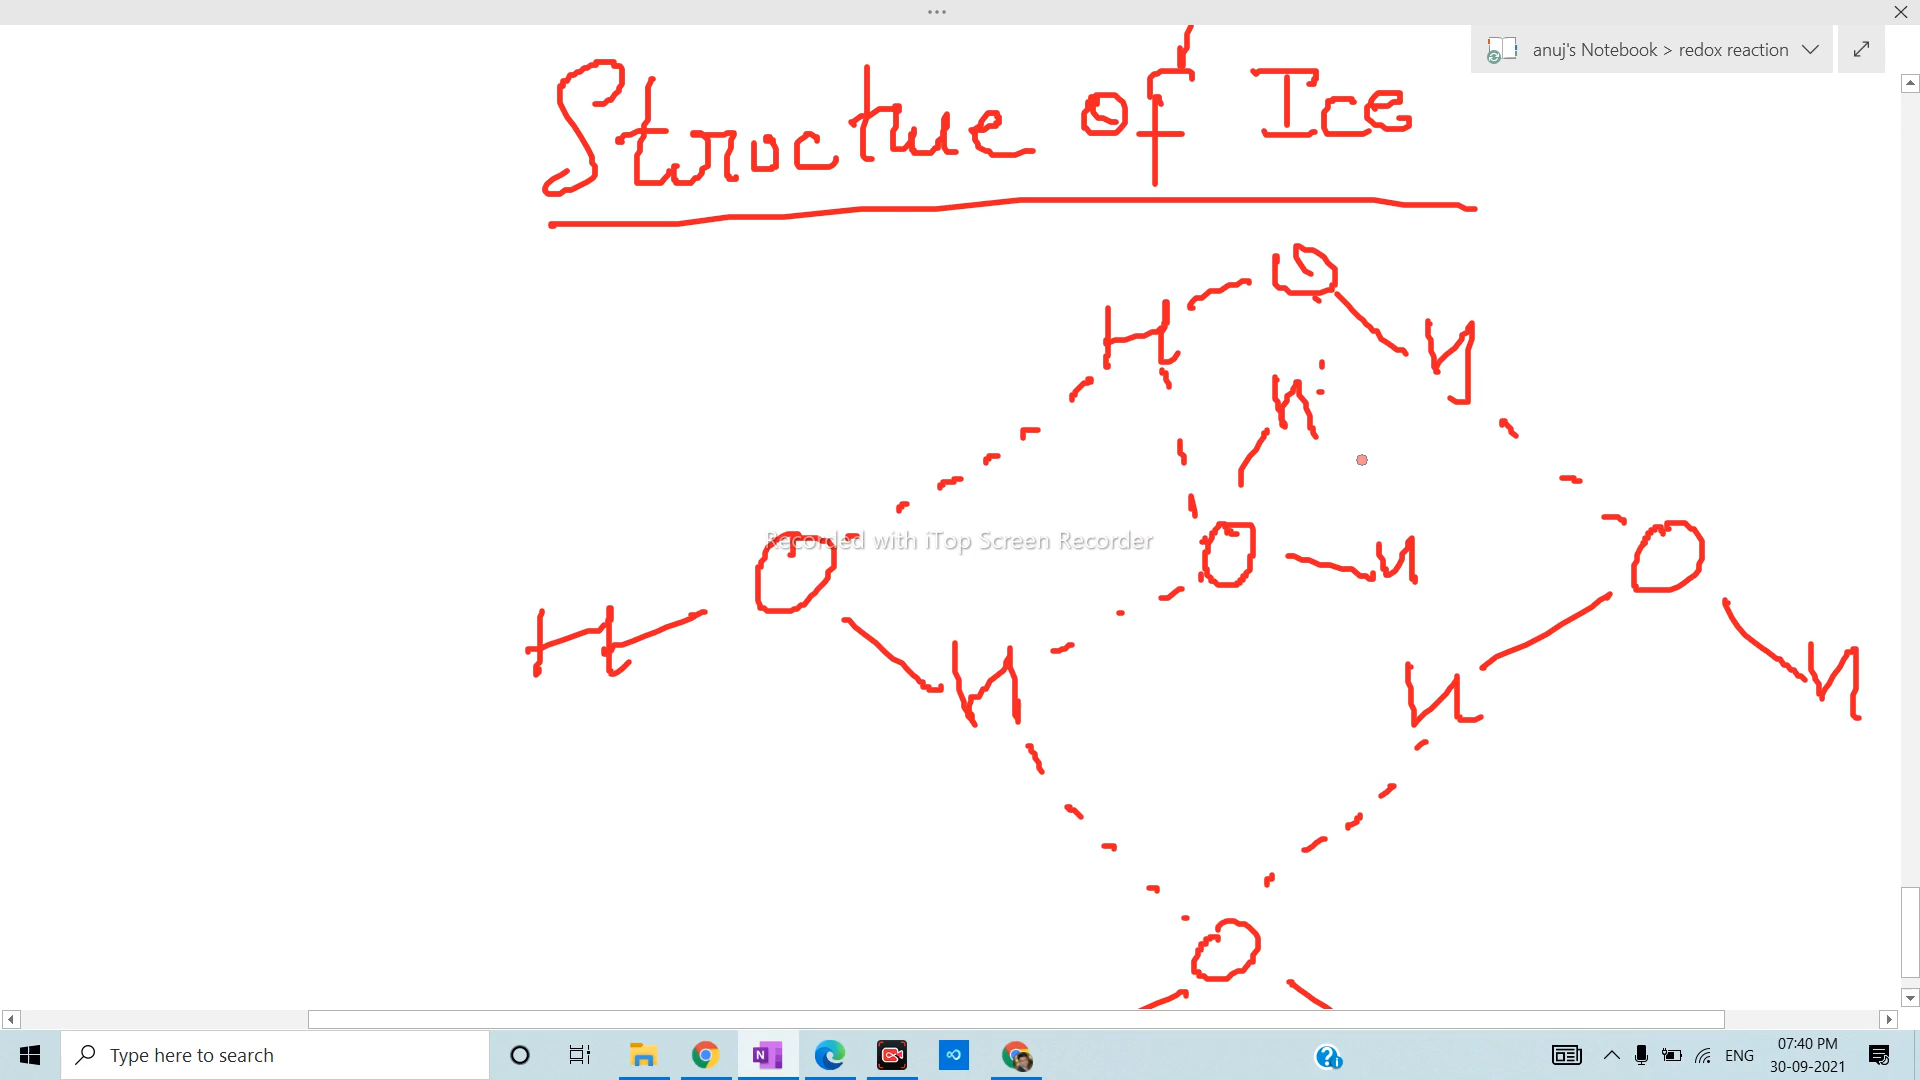 anuj's Notebook > redox reaction
Structue of Ice
O
H
H
H
Recorded with iTop Screen Recorder
O
O
H
O
H
H
H
H
O
Type here to search
ENG
07:40 PM
30-09-2021